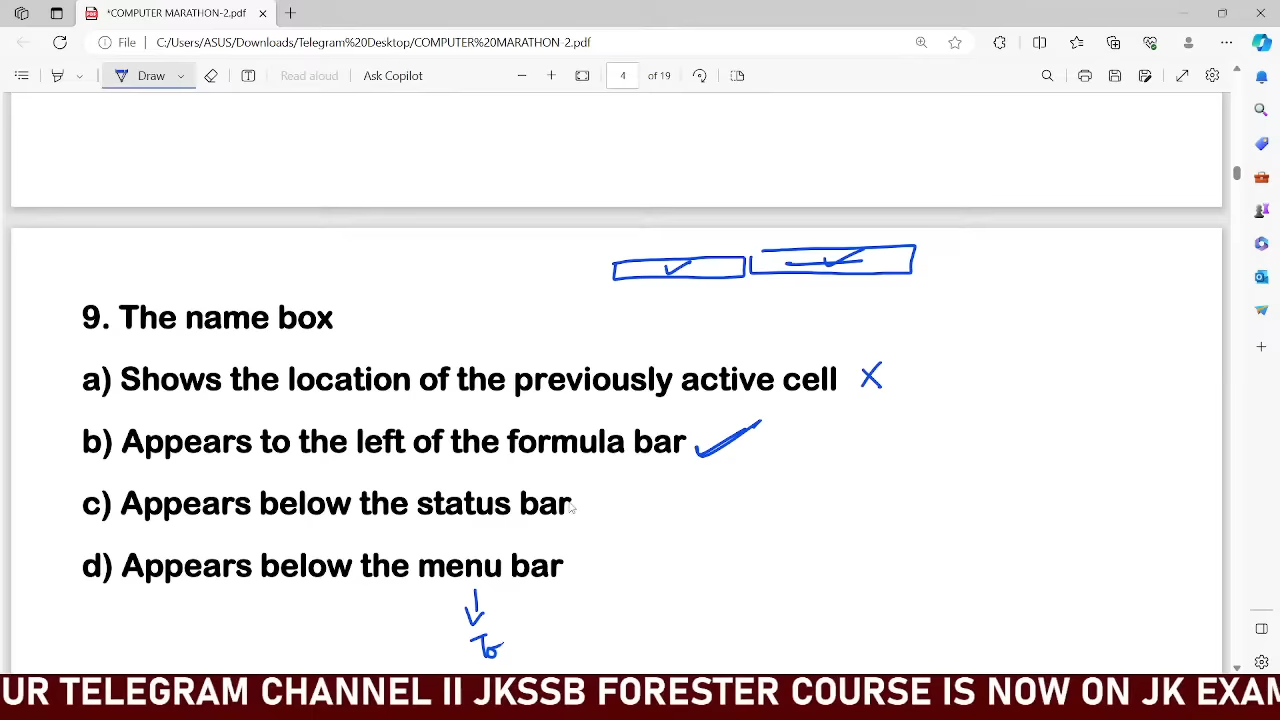 *COMPUTER MARATHON-2.pdf
File C:/Users/ASUS/Downloads/Telegram%20Desktop/COMPUTER%20MARATHON 2.pdf
Draw Read aloud Ask Copilot 4 of 19
9. The name box
a) Shows the location of the previously active cell
b) Appears to the left of the formula bar
c) Appears below the status bar
d) Appears below the menu bar
To
UR TELEGRAM CHANNEL II JKSSB FORESTER COURSE IS NOW ON JK EXAM